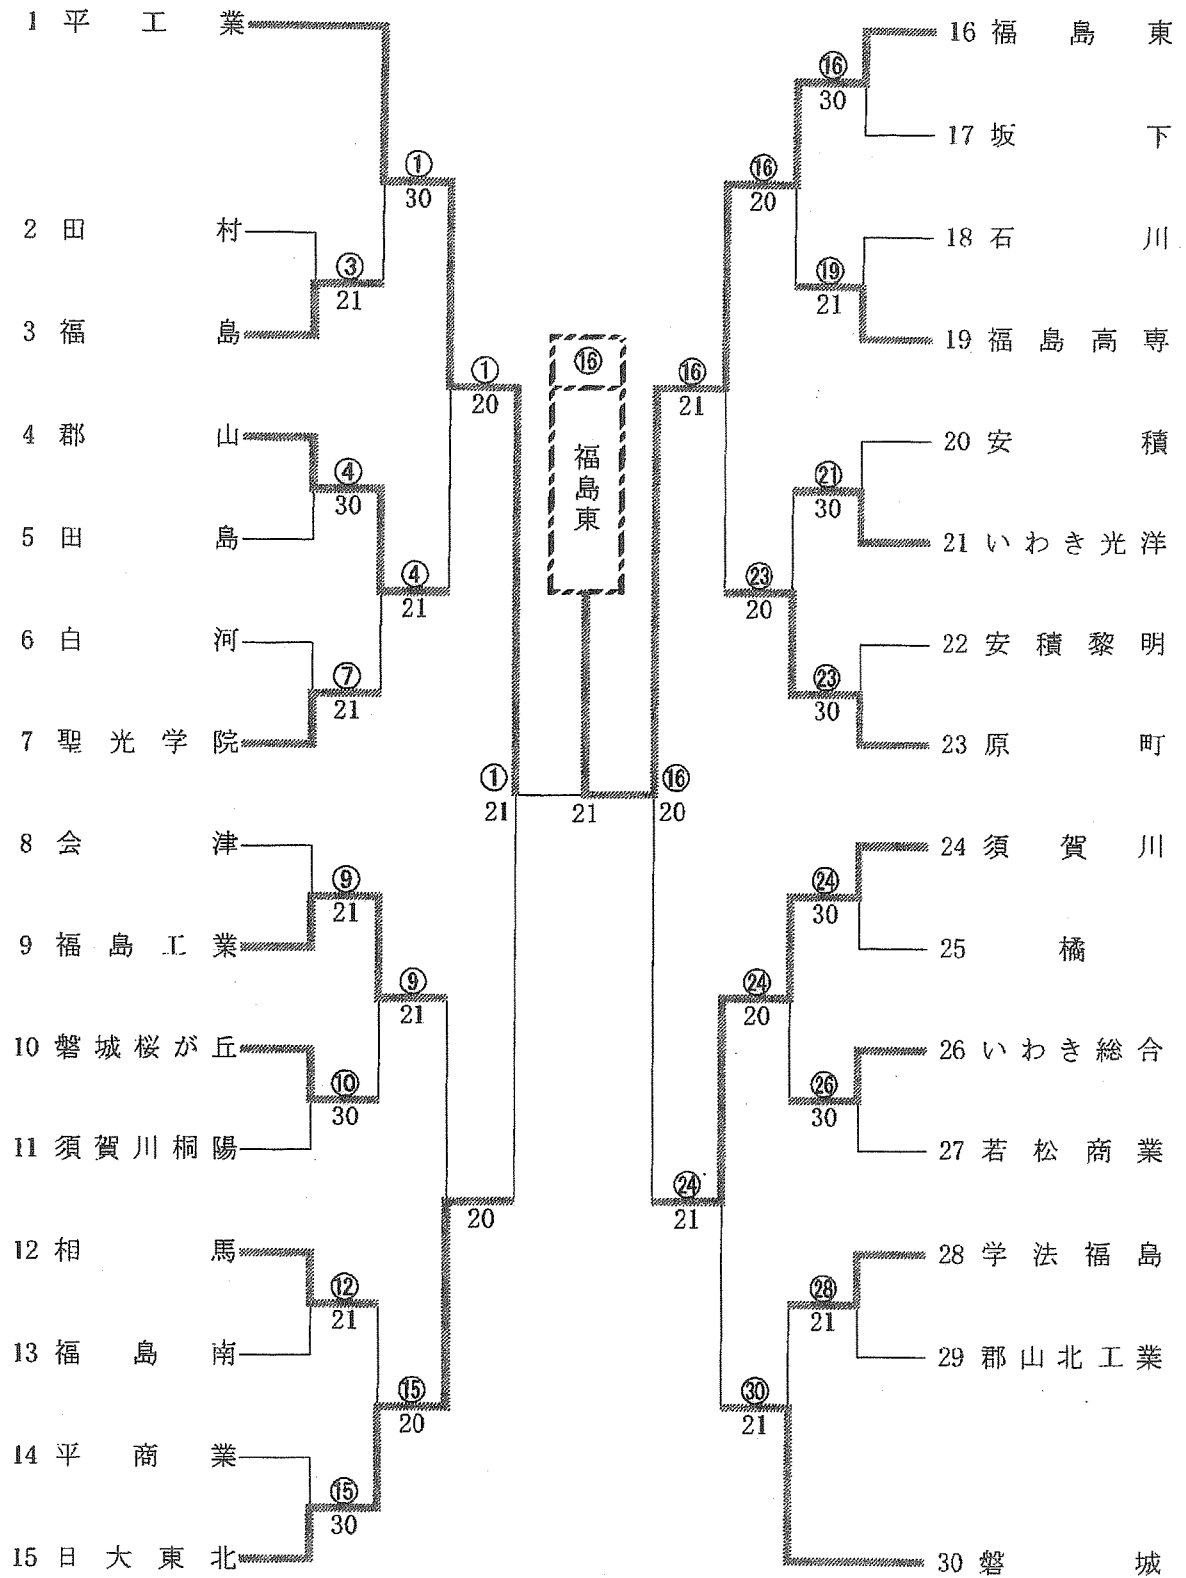 1 平工業
①
30
2 田村
③
21
3 福島
①
20
4 郡山
④
30
5 田島
④
21
6 白河
⑦
21
7 聖光学院
①
21
8 会津
⑨
21
9 福島工業
⑨
21
10 磐城桜が丘
⑩
30
11 須賀川桐陽
20
12 相馬
⑫
21
13 福島南
⑮
20
14 平商業
⑮
30
15 日大東北
⑯
福島東
21
16 福島東
⑯
30
17 坂下
⑯
20
18 石川
⑲
21
19 福島高専
⑯
21
20 安積
㉑
30
21 いわき光洋
㉓
20
22 安積黎明
㉓
30
23 原町
⑯
20
24 須賀川
㉔
30
25 橘
㉔
20
26 いわき総合
㉖
30
27 若松商業
㉔
21
28 学法福島
㉘
21
29 郡山北工業
㉚
21
30 磐城